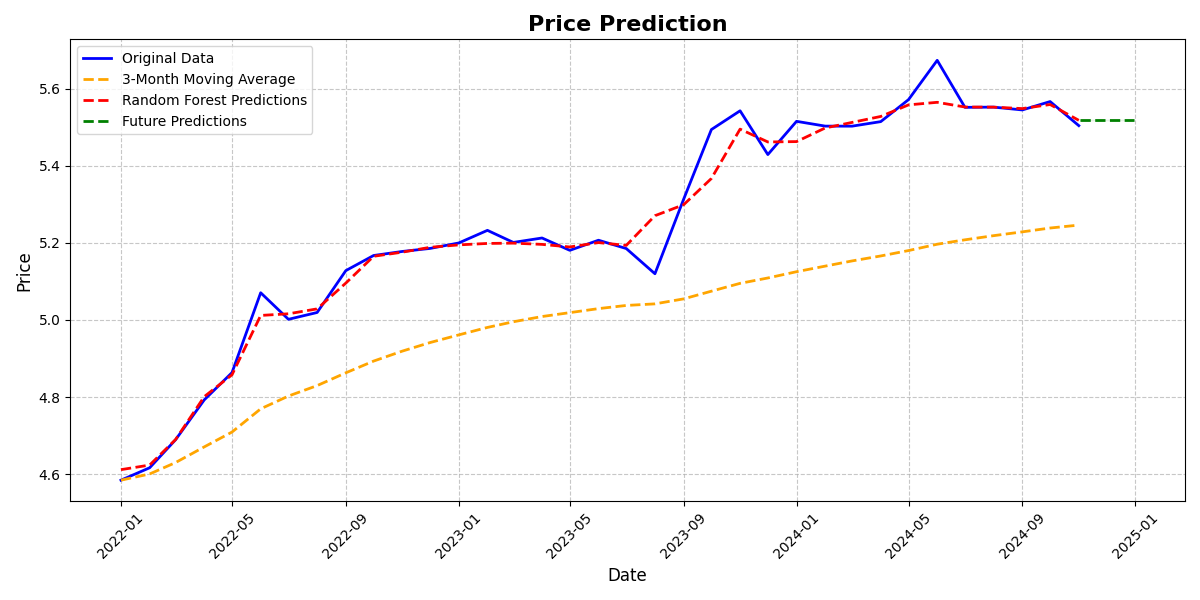 Price Prediction
Original Data
3-Month Moving Average
Random Forest Predictions
Future Predictions
Price
5.6
5.4
5.2
5.0
4.8
4.6
2022-01
2022-05
2022-09
2023-01
2023-05
2023-09
2024-01
2024-05
2024-09
2025-01
Date